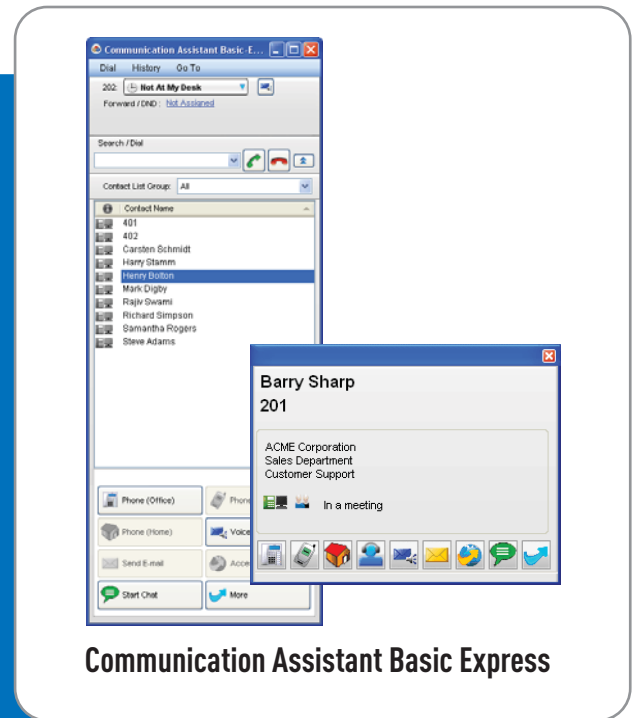 Communication Assistant Basic-E...
Dial History Go To
202: Not At My Desk
Forward / DND : Not Assigned
Search / Dial
Contact List Group: All
Contact Name
401
402
Carsten Schmidt
Harry Stamm
Henry Bolton
Mark Digby
Rajiv Swami
Richard Simpson
Samantha Rogers
Steve Adams
Barry Sharp
201
ACME Corporation
Sales Department
Customer Support
In a meeting
Phone (Office) Phone
Phone (Home) Voice
Send E-mail Acce
Start Chat More
Communication Assistant Basic Express